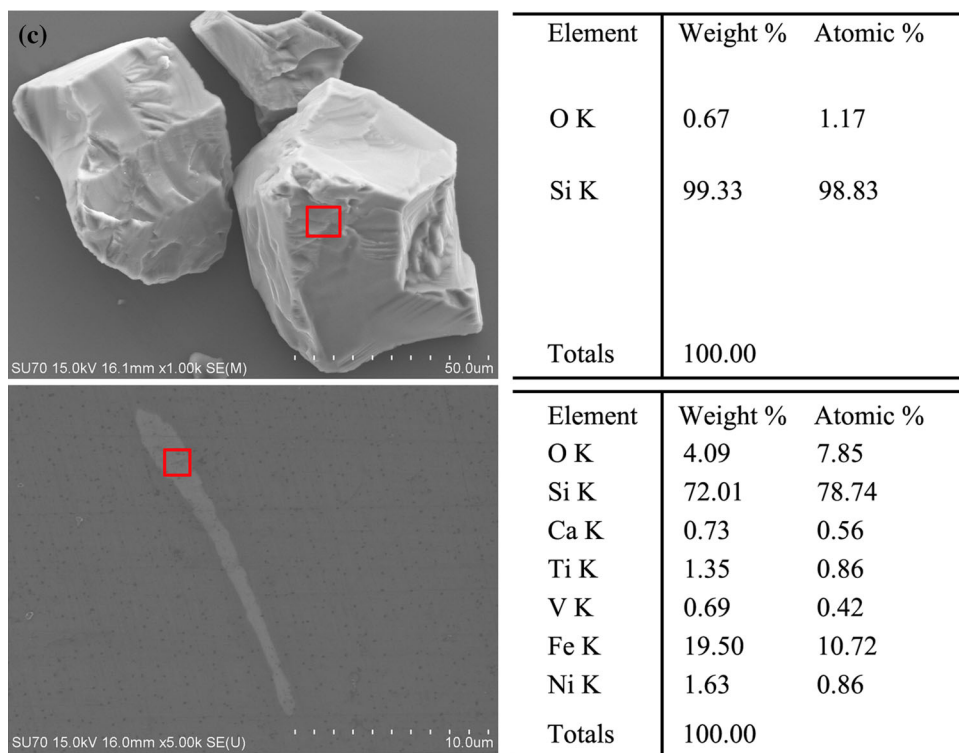 (c)
SU70 15.0kV 16.1mm x1.00k SE(M) 50.0um
Element Weight % Atomic %
O K 0.67 1.17
Si K 99.33 98.83
Totals 100.00
SU70 15.0kV 16.0mm x5.00k SE(U) 10.0um
Element Weight % Atomic %
O K 4.09 7.85
Si K 72.01 78.74
Ca K 0.73 0.56
Ti K 1.35 0.86
V K 0.69 0.42
Fe K 19.50 10.72
Ni K 1.63 0.86
Totals 100.00